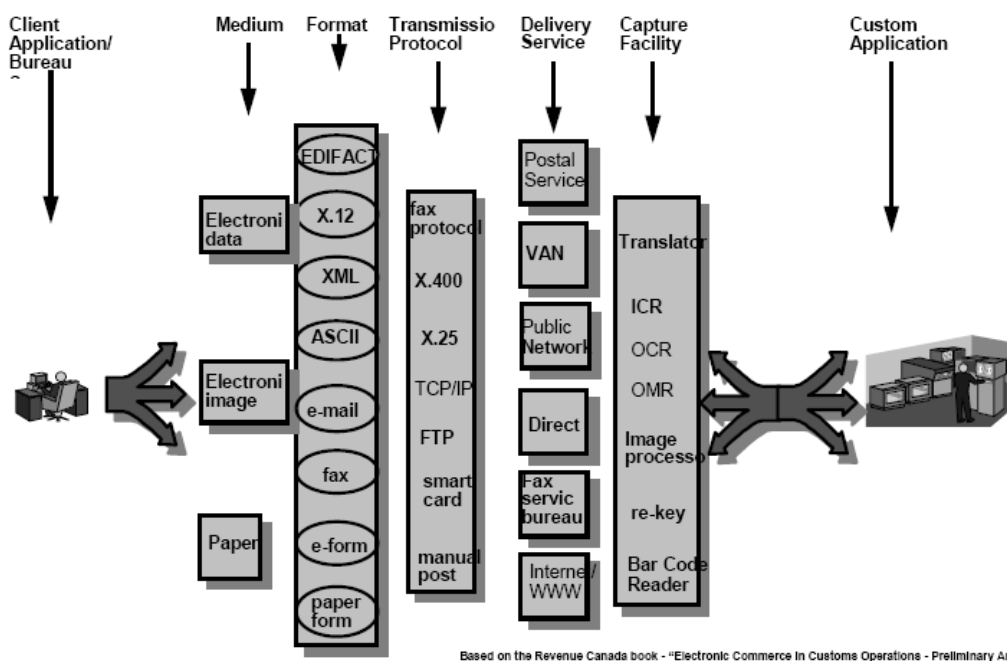 Client
Application/
Bureau
Medium
Format
Transmissio
Protocol
Delivery
Service
Capture
Facility
Custom
Application
Electroni
data
Electroni
image
Paper
EDIFACT
X.12
XML
ASCII
e-mail
fax
e-form
paper
form
fax
protocol
X.400
X.25
TCP/IP
FTP
smart
card
manual
post
Postal
Service
VAN
Public
Network
Direct
Fax
servic
bureau
Internet/
WWW
Translator
ICR
OCR
OMR
Image
processo
re-key
Bar Code
Reader
Based on the Revenue Canada book - “Electronic Commerce in Customs Operations - Preliminary A